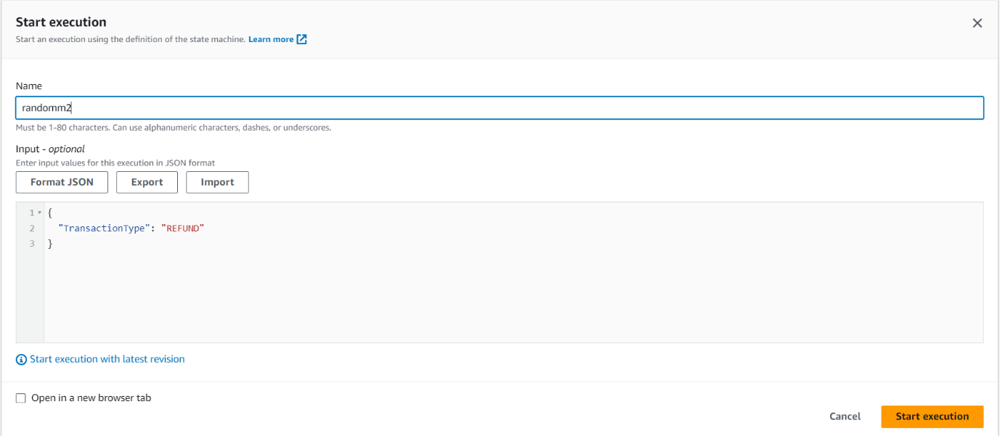 Start execution
Start an execution using the definition of the state machine. Learn more
Name
randomm2
Must be 1-80 characters. Can use alphanumeric characters, dashes, or underscores.
Input - optional
Enter input values for this execution in JSON format
Format JSON Export Import
1 {
2 "TransactionType": "REFUND"
3 }
Start execution with latest revision
Open in a new browser tab
Cancel Start execution